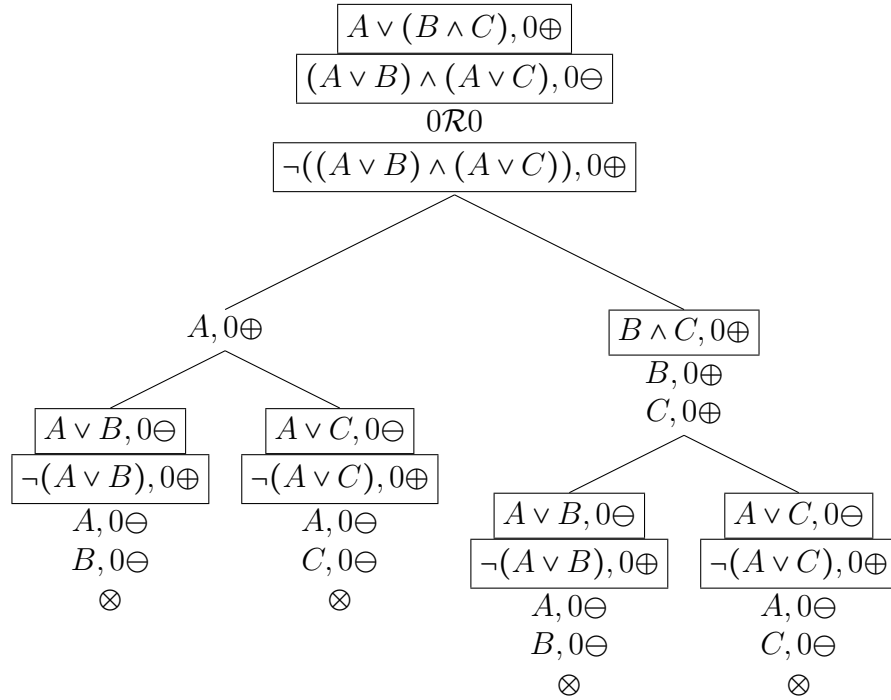 A ∨ (B ∧ C), 0⊕
(A ∨ B) ∧ (A ∨ C), 0⊖
0ℛ0
¬((A ∨ B) ∧ (A ∨ C)), 0⊕
A, 0⊕
A ∨ B, 0⊖
¬(A ∨ B), 0⊕
A, 0⊖
B, 0⊖
⊗
A ∨ C, 0⊖
¬(A ∨ C), 0⊕
A, 0⊖
C, 0⊖
⊗
B ∧ C, 0⊕
B, 0⊕
C, 0⊕
A ∨ B, 0⊖
¬(A ∨ B), 0⊕
A, 0⊖
B, 0⊖
⊗
A ∨ C, 0⊖
¬(A ∨ C), 0⊕
A, 0⊖
C, 0⊖
⊗